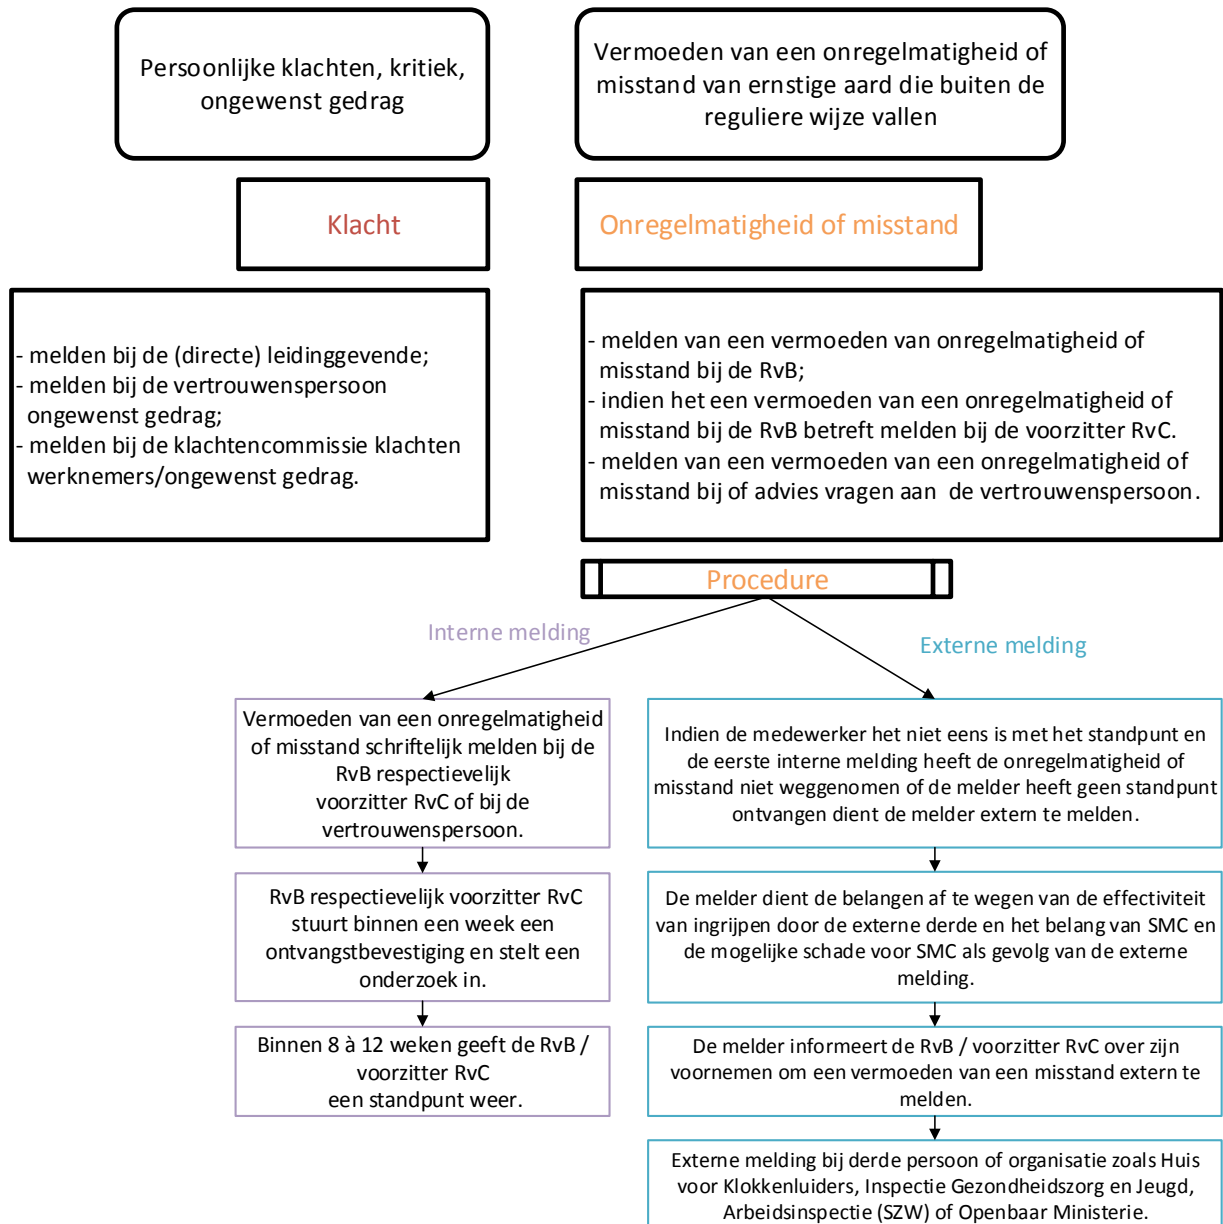 Persoonlijke klachten, kritiek,
ongewenst gedrag
Vermoeden van een onregelmatigheid of
misstand van ernstige aard die buiten de
reguliere wijze vallen
Klacht
Onregelmatigheid of misstand
- melden bij de (directe) leidinggevende;
- melden bij de vertrouwenspersoon
ongewenst gedrag;
- melden bij de klachtencommissie klachten
werknemers/ongewenst gedrag.
- melden van een vermoeden van onregelmatigheid of
misstand bij de RvB;
- indien het een vermoeden van een onregelmatigheid of
misstand bij de RvB betreft melden bij de voorzitter RvC.
- melden van een vermoeden van een onregelmatigheid of
misstand bij of advies vragen aan de vertrouwenspersoon.
Procedure
Interne melding
Externe melding
Vermoeden van een onregelmatigheid
of misstand schriftelijk melden bij de
RvB respectievelijk
voorzitter RvC of bij de
vertrouwenspersoon.
RvB respectievelijk voorzitter RvC
stuurt binnen een week een
ontvangstbevestiging en stelt een
onderzoek in.
Binnen 8 à 12 weken geeft de RvB /
voorzitter RvC
een standpunt weer.
Indien de medewerker het niet eens is met het standpunt en
de eerste interne melding heeft de onregelmatigheid of
misstand niet weggenomen of de melder heeft geen standpunt
ontvangen dient de melder extern te melden.
De melder dient de belangen af te wegen van de effectiviteit
van ingrijpen door de externe derde en het belang van SMC en
de mogelijke schade voor SMC als gevolg van de externe
melding.
De melder informeert de RvB / voorzitter RvC over zijn
voornemen om een vermoeden van een misstand extern te
melden.
Externe melding bij derde persoon of organisatie zoals Huis
voor Klokkenluiders, Inspectie Gezondheidszorg en Jeugd,
Arbeidsinspectie (SZW) of Openbaar Ministerie.